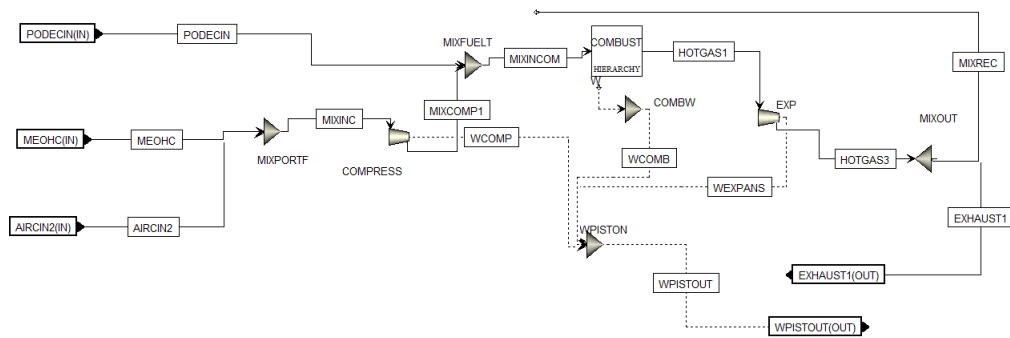 PODECIN(IN)
PODECIN
MIXFUELT
MIXINCOM
COMBUST
HIERARCHY
W
HOTGAS1
MIXREC
MIXCOMP1
COMBW
EXP
MEOHC(IN)
MEOHC
MIXINC
MIXPORTF
COMPRESS
WCOMP
WCOMB
WEXPANS
MIXOUT
HOTGAS3
AIRCIN2(IN)
AIRCIN2
WPISTON
EXHAUST1
WPISTOUT
EXHAUST1(OUT)
WPISTOUT(OUT)